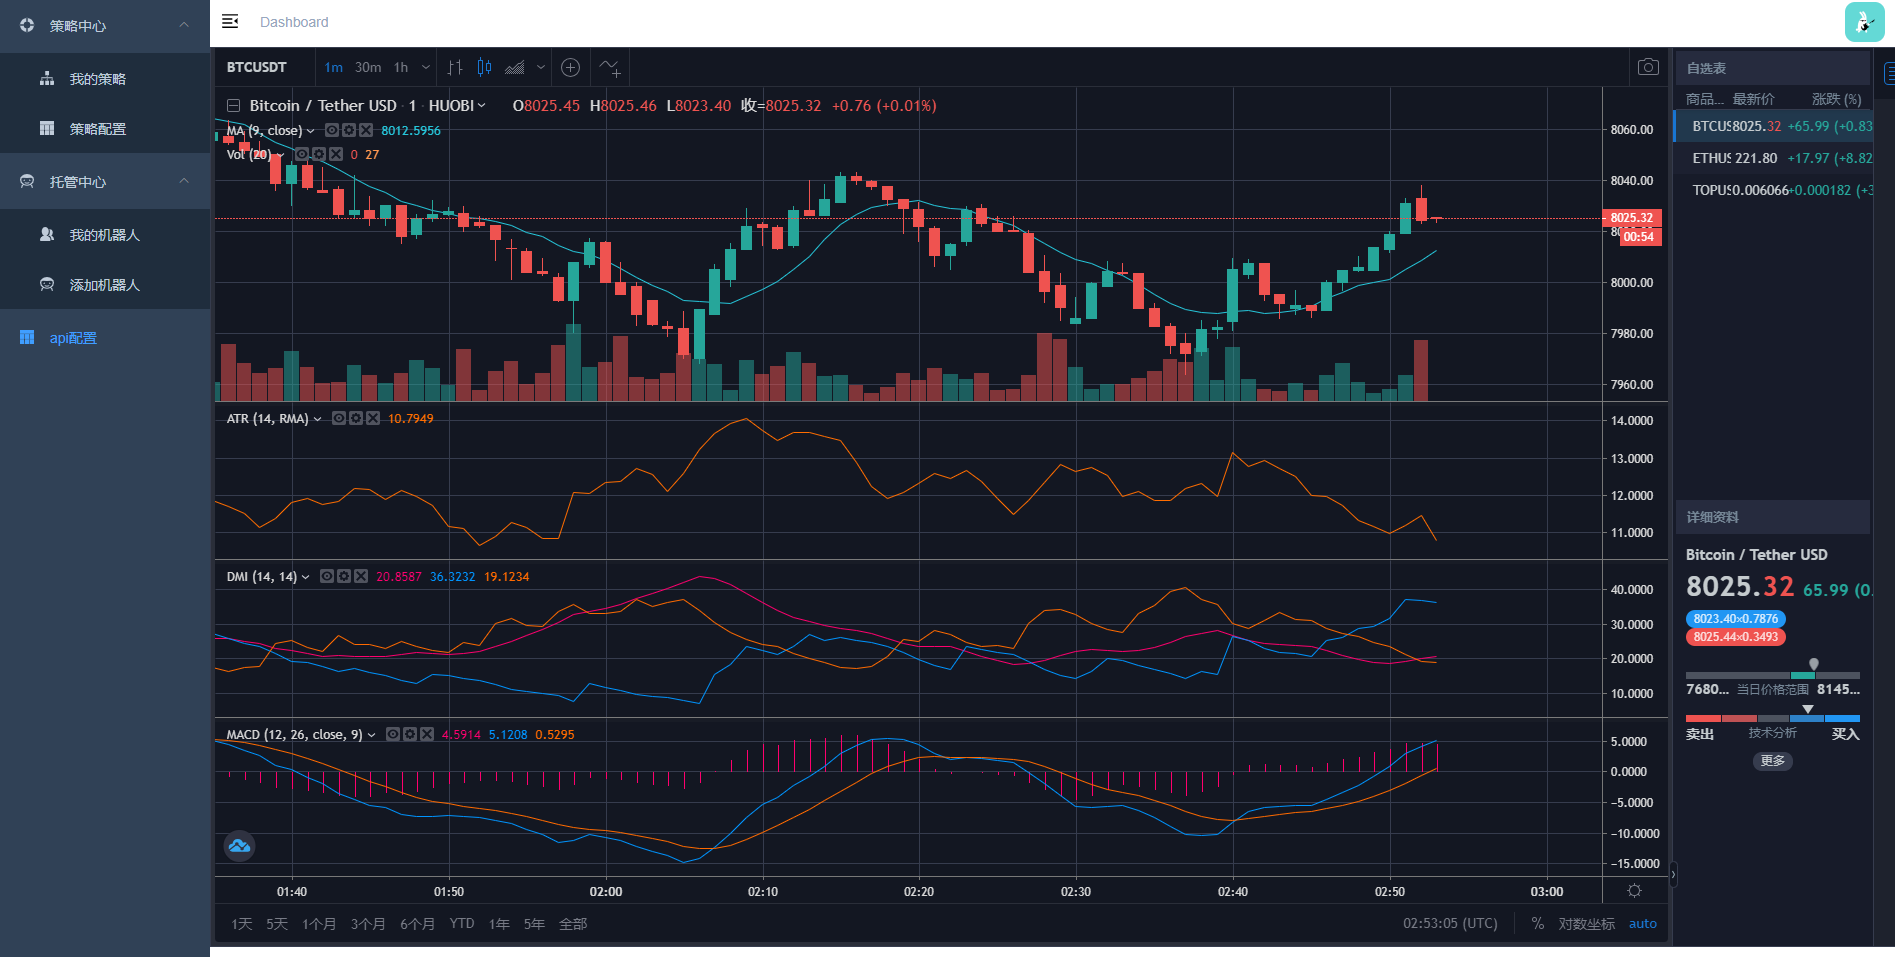 策略中心
我的策略
策略配置
托管中心
我的机器人
添加机器人
api配置
Dashboard
BTCUSDT 1m 30m 1h
Bitcoin / Tether USD · 1 · HUOBI O8025.45 H8025.46 L8023.40 收=8025.32 +0.76 (+0.01%)
MA (9, close) 8012.5956
Vol (20) 0 27
8060.00
8040.00
8025.32
00:54
8000.00
7980.00
7960.00
ATR (14, RMA) 10.7949
14.0000
13.0000
12.0000
11.0000
DMI (14, 14) 20.8587 36.3232 19.1234
40.0000
30.0000
20.0000
10.0000
MACD (12, 26, close, 9) 4.5914 5.1208 0.5295
5.0000
0.0000
−5.0000
−10.0000
−15.0000
01:40 01:50 02:00 02:10 02:20 02:30 02:40 02:50 03:00
1天 5天 1个月 3个月 6个月 YTD 1年 5年 全部 02:53:05 (UTC) % 对数坐标 auto
自选表
商品... 最新价 涨跌 (%)
BTCUS 8025.32 +65.99 (+0.83
ETHUS 221.80 +17.97 (+8.82
TOPUS 0.006066 +0.000182 (+3
详细资料
Bitcoin / Tether USD
8025.32 65.99 (0.
8023.40×0.7876
8025.44×0.3493
7680... 当日价格范围 8145...
卖出 技术分析 买入
更多